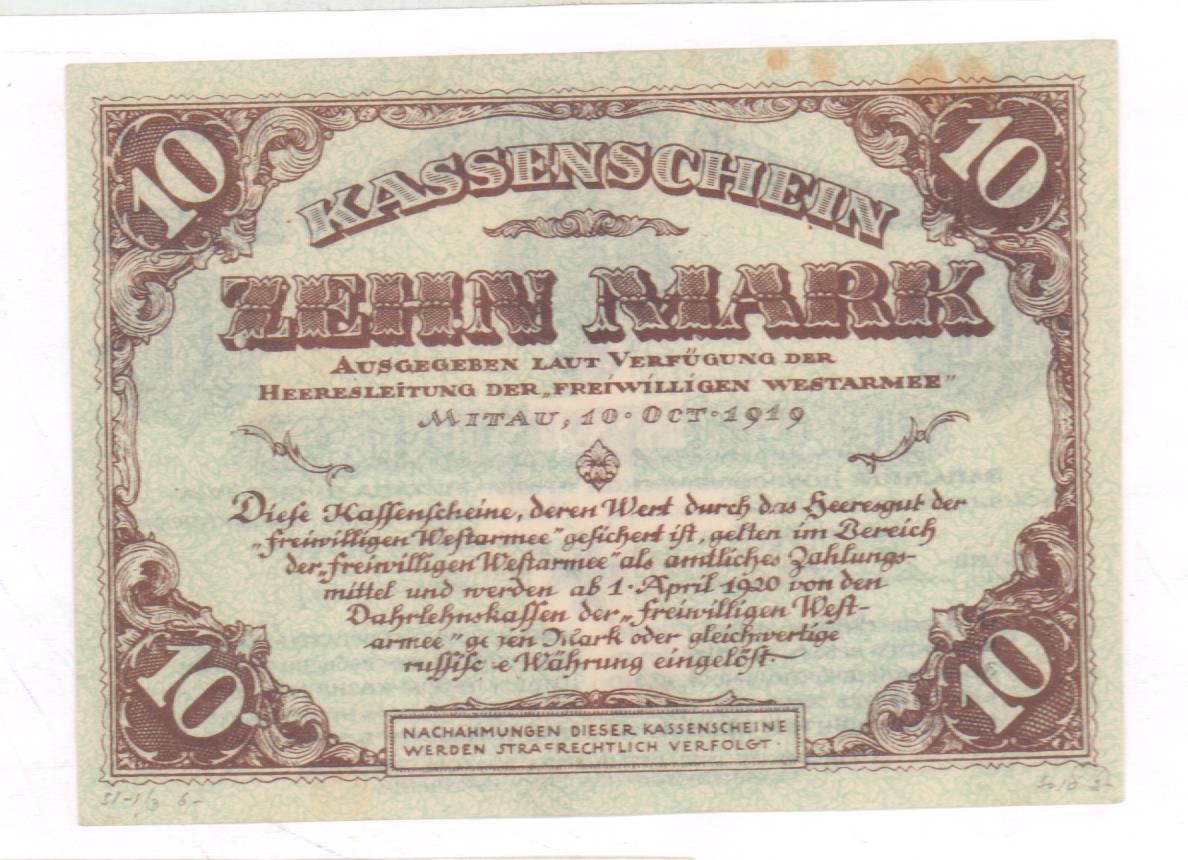 10 10
KASSENSCHEIN
ZEHN MARK
AUSGEGEBEN LAUT VERFÜGUNG DER
HEERESLEITUNG DER „FREIWILLIGEN WESTARMEE"
MITAU, 10. OCT. 1919
Diese Kassenscheine, deren Wert durch das Heeresgut der
„freiwilligen Westarmee" gesichert ist, gelten im Bereich
der „freiwilligen Westarmee" als amtliches Zahlungs-
mittel und werden ab 1. April 1920 von den
Darlehnskassen der „freiwilligen West-
armee" gegen Mark oder gleichwertige
russische Währung eingelöst.
10 10
NACHAHMUNGEN DIESER KASSENSCHEINE
WERDEN STRAFRECHTLICH VERFOLGT.